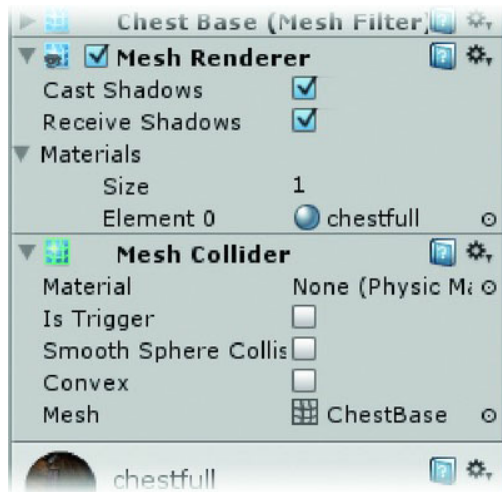 Chest Base (Mesh Filter)
Mesh Renderer
Cast Shadows
Receive Shadows
Materials
Size 1
Element 0 chestfull
Mesh Collider
Material None (Physic Ma
Is Trigger
Smooth Sphere Collis
Convex
Mesh ChestBase
chestfull